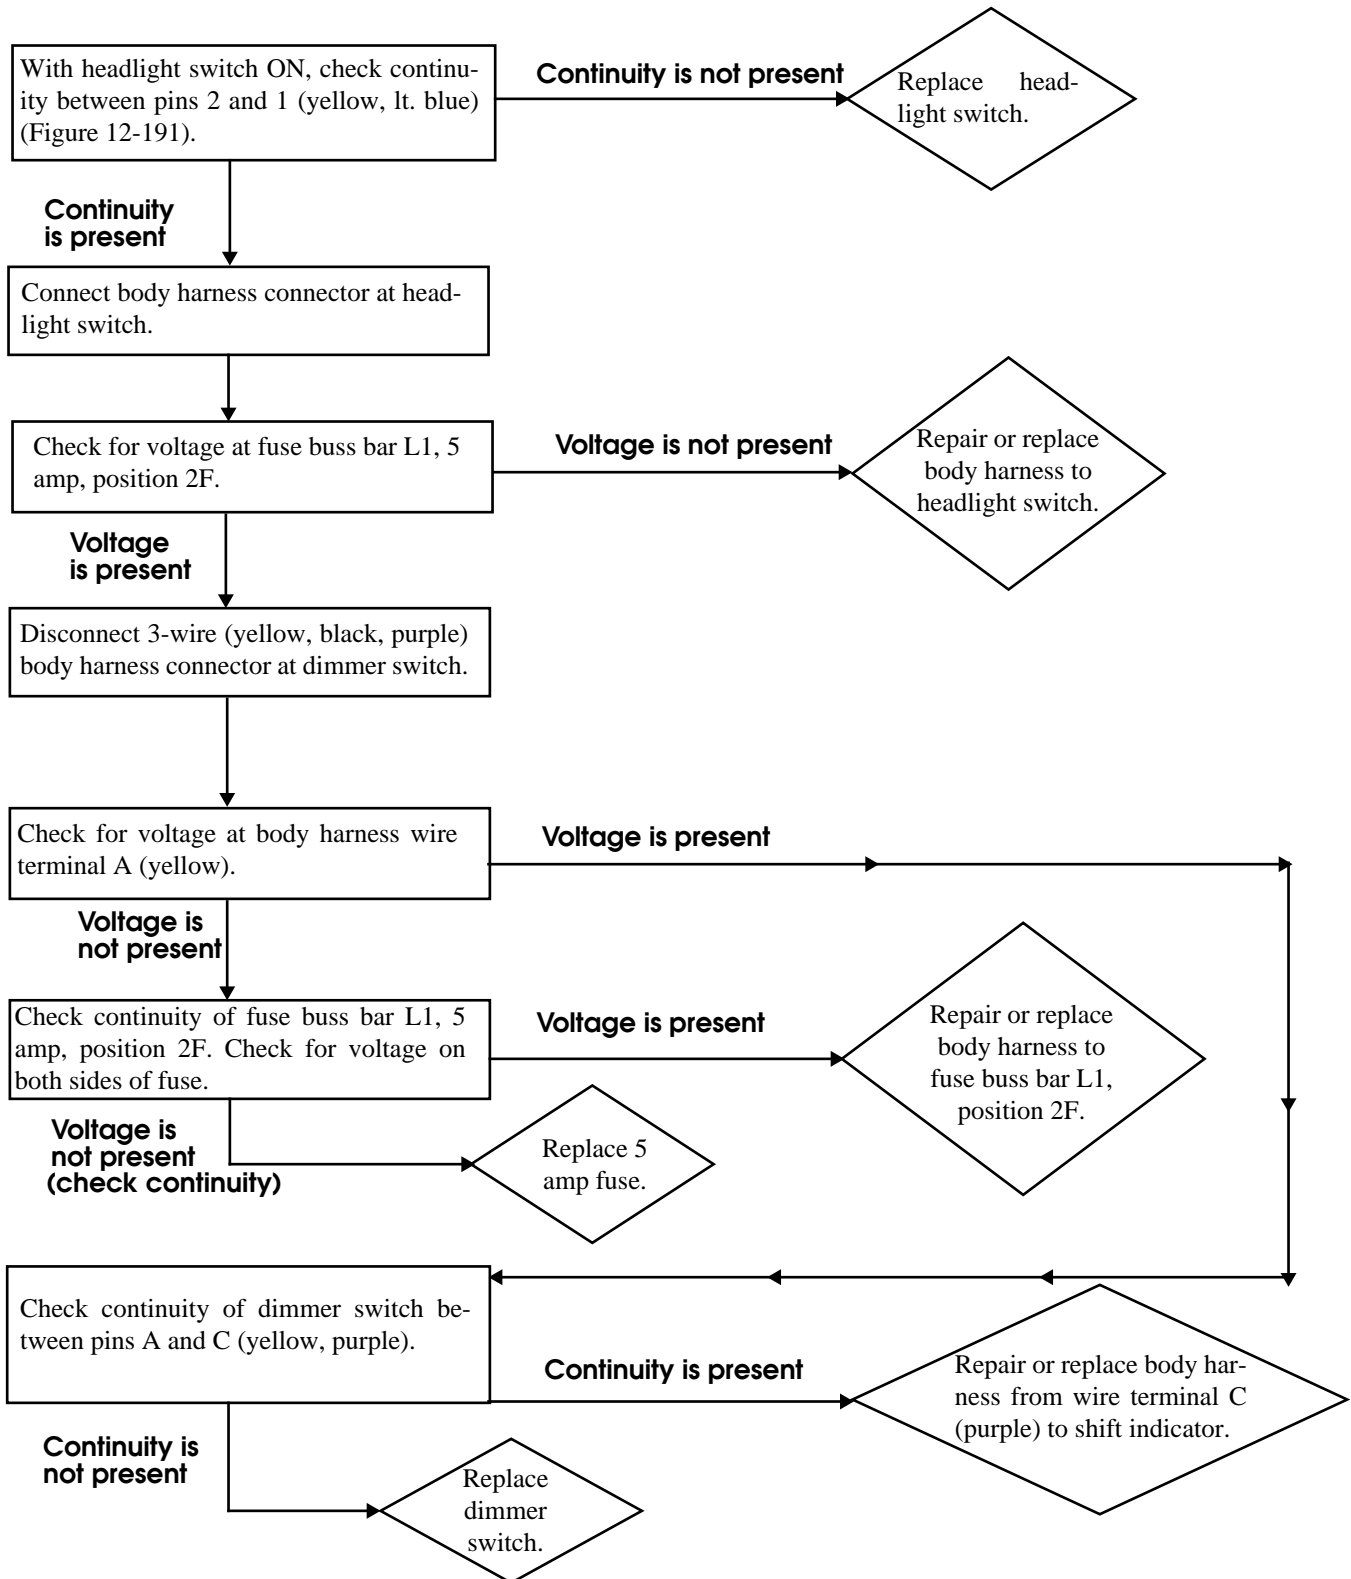 With headlight switch ON, check continu-
ity between pins 2 and 1 (yellow, lt. blue)
(Figure 12-191).
Continuity is not present
Replace head-
light switch.
Continuity
is present
Connect body harness connector at head-
light switch.
Check for voltage at fuse buss bar L1, 5
amp, position 2F.
Voltage is not present
Repair or replace
body harness to
headlight switch.
Voltage
is present
Disconnect 3-wire (yellow, black, purple)
body harness connector at dimmer switch.
Check for voltage at body harness wire
terminal A (yellow).
Voltage is present
Voltage is
not present
Check continuity of fuse buss bar L1, 5
amp, position 2F. Check for voltage on
both sides of fuse.
Voltage is present
Repair or replace
body harness to
fuse buss bar L1,
position 2F.
Voltage is
not present
(check continuity)
Replace 5
amp fuse.
Check continuity of dimmer switch be-
tween pins A and C (yellow, purple).
Continuity is present
Repair or replace body har-
ness from wire terminal C
(purple) to shift indicator.
Continuity is
not present
Replace
dimmer
switch.